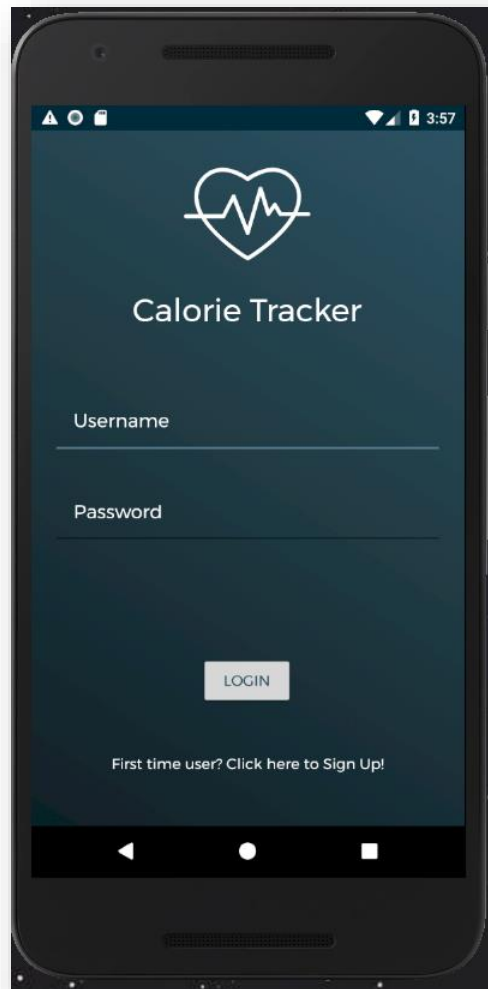 3:57
Calorie Tracker
Username
Password
LOGIN
First time user? Click here to Sign Up!